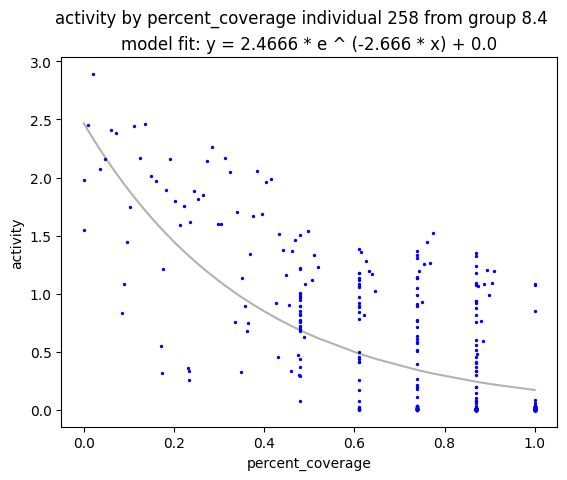 activity by percent_coverage individual 258 from group 8.4
model fit: y = 2.4666 * e ^ (-2.666 * x) + 0.0
3.0
2.5
2.0
1.5
1.0
0.5
0.0
activity
0.0 0.2 0.4 0.6 0.8 1.0
percent_coverage